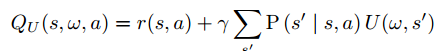 Q_U(s, ω, a) = r(s, a) + γ ∑_{s'} P (s' | s, a) U(ω, s')